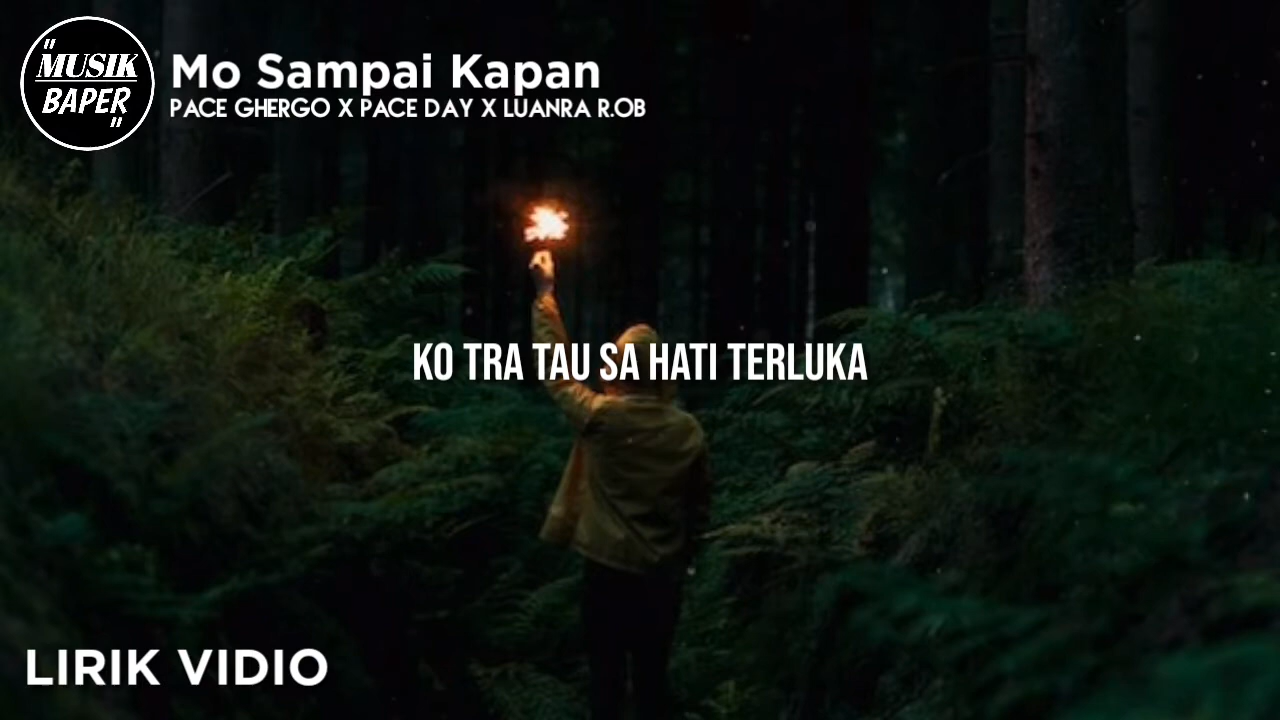 "MUSIK
BAPER"
Mo Sampai Kapan
PACE GHERGO X PACE DAY X LUANRA R.OB
KO TRA TAU SA HATI TERLUKA
LIRIK VIDIO